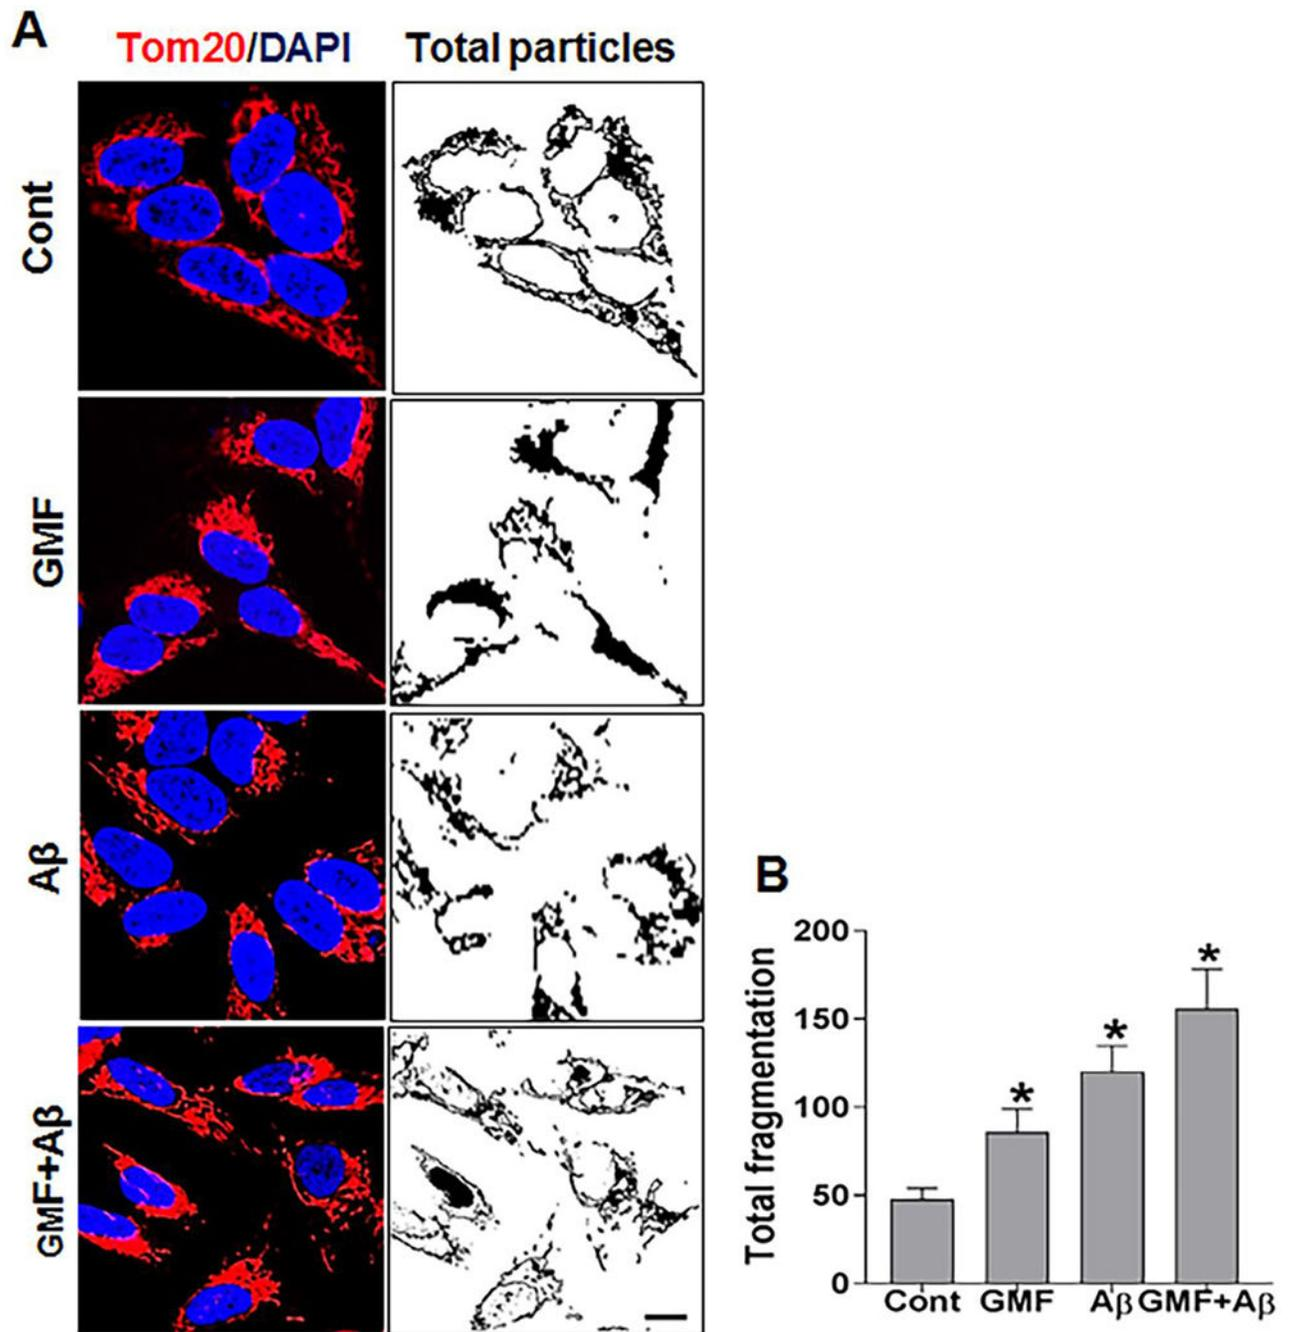 A
Tom20/DAPI
Total particles
Cont
GMF
Aβ
GMF+Aβ
B
Total fragmentation
200
150
100
50
0
*
*
*
Cont
GMF
Aβ
GMF+Aβ